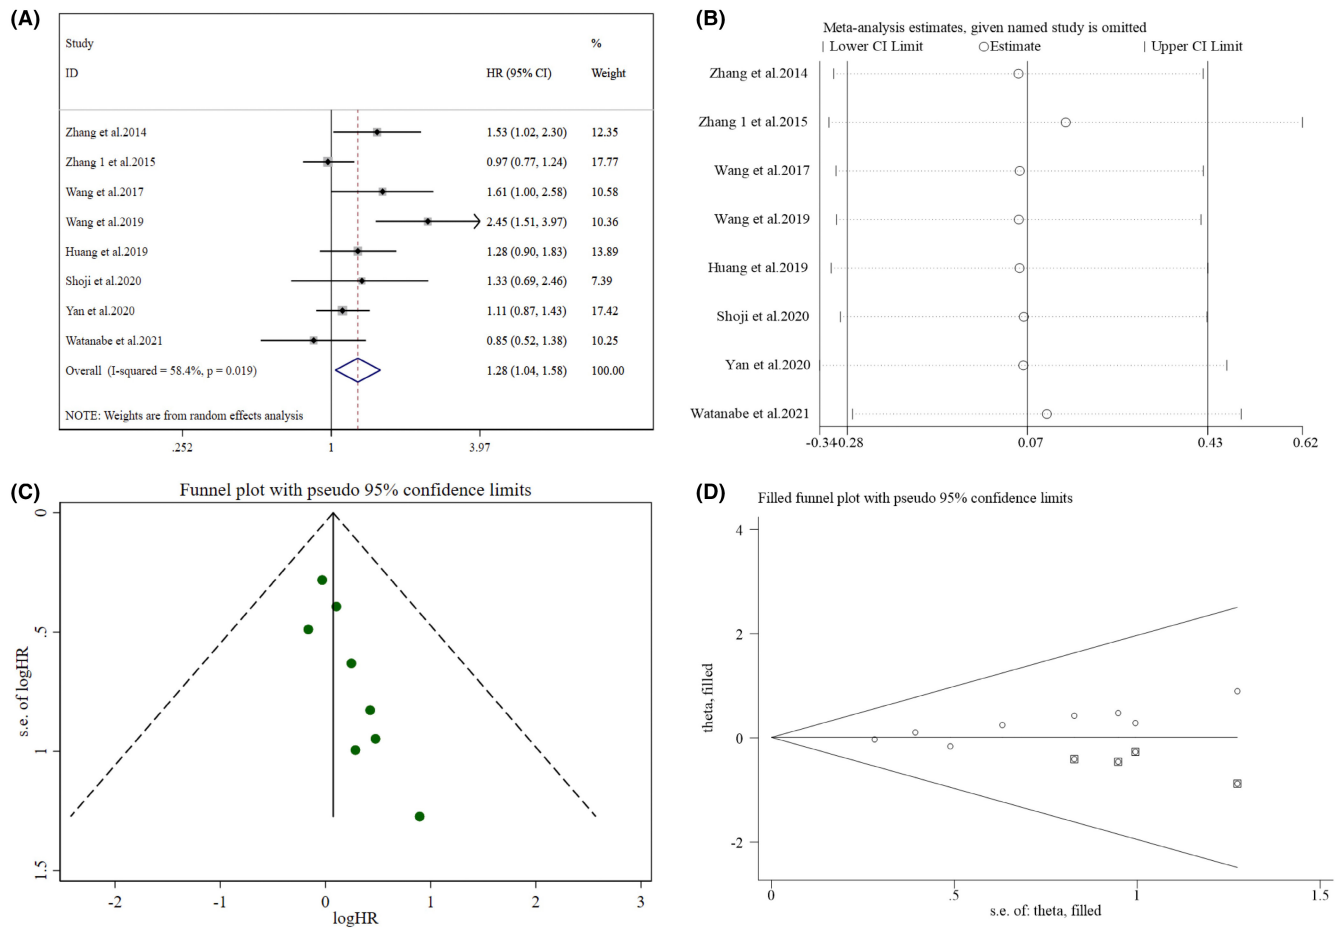 (A)
Study %
ID HR (95% CI) Weight
Zhang et al.2014 1.53 (1.02, 2.30) 12.35
Zhang 1 et al.2015 0.97 (0.77, 1.24) 17.77
Wang et al.2017 1.61 (1.00, 2.58) 10.58
Wang et al.2019 2.45 (1.51, 3.97) 10.36
Huang et al.2019 1.28 (0.90, 1.83) 13.89
Shoji et al.2020 1.33 (0.69, 2.46) 7.39
Yan et al.2020 1.11 (0.87, 1.43) 17.42
Watanabe et al.2021 0.85 (0.52, 1.38) 10.25
Overall (I-squared = 58.4%, p = 0.019) 1.28 (1.04, 1.58) 100.00
NOTE: Weights are from random effects analysis
.252 1 3.97
(B)
Meta-analysis estimates, given named study is omitted
Lower CI Limit Estimate Upper CI Limit
Zhang et al.2014
Zhang 1 et al.2015
Wang et al.2017
Wang et al.2019
Huang et al.2019
Shoji et al.2020
Yan et al.2020
Watanabe et al.2021
-0.34 -0.28 0.07 0.43 0.62
(C)
Funnel plot with pseudo 95% confidence limits
s.e. of logHR
0
.5
1
1.5
-2 -1 0 1 2 3
logHR
(D)
Filled funnel plot with pseudo 95% confidence limits
theta, filled
4
2
0
-2
0 .5 1 1.5
s.e. of: theta, filled